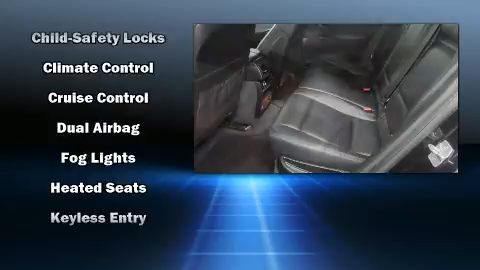 Child-Safety Locks
Climate Control
Cruise Control
Dual Airbag
Fog Lights
Heated Seats
Keyless Entry